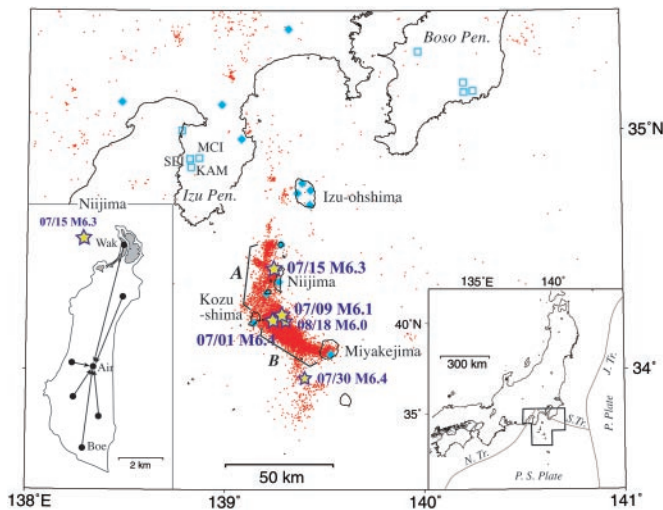 Boso Pen.
35˚N
MCI
SEI
KAM
Izu Pen.
Izu-ohshima
Niijima
07/15 M6.3
Wak
Air
Boe
2 km
A
07/15 M6.3
Niijima
Kozu
-shima
07/09 M6.1
08/18 M6.0
07/01 M6.4
Miyakejima
B
34˚N
07/30 M6.4
50 km
135˚E
140˚
40˚N
300 km
35˚
J. Tr.
P. Plate
S.Tr.
N. Tr.
P. S. Plate
138˚E
139˚E
140˚E
141˚E